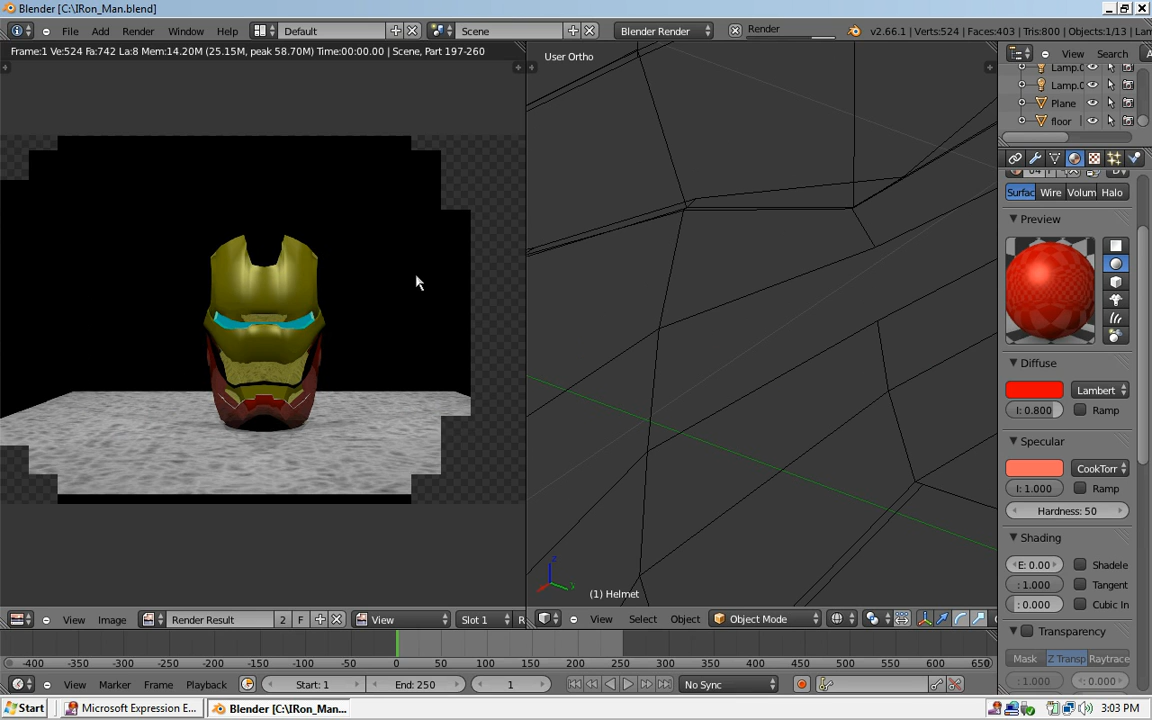 Blender [C:\IRon_Man.blend]
File Add Render Window Help Default Scene Blender Render Render v2.66.1 | Verts:524 | Faces:403 | Tris:800 | Objects:1/13 |
Frame:1 Ve:524 Fa:742 La:8 Mem:14.20M (25.15M, peak 58.70M) Time:00:00.00 | Scene, Part 197-260
User Ortho
View Search
Lamp.0
Lamp.0
Plane
floor
Surfac Wire Volum Halo
Preview
Diffuse
Lambert
I: 0.800 Ramp
Specular
CookTorr
I: 1.000 Ramp
Hardness: 50
Shading
E: 0.00 Shadele
: 1.000 Tangent
: 0.000 Cubic In
Transparency
Mask Z Transp Raytrace
: 1.000 : 0.000
z
(1) Helmet
View Image Render Result 2 F View Slot 1
View Select Object Object Mode
-400 -350 -300 -250 -200 -150 -100 -50 0 50 100 150 200 250 300 350 400 450 500 550 600 650
View Marker Frame Playback Start: 1 End: 250 1 No Sync
Start Microsoft Expression E... Blender [C:\IRon_Man... 3:03 PM